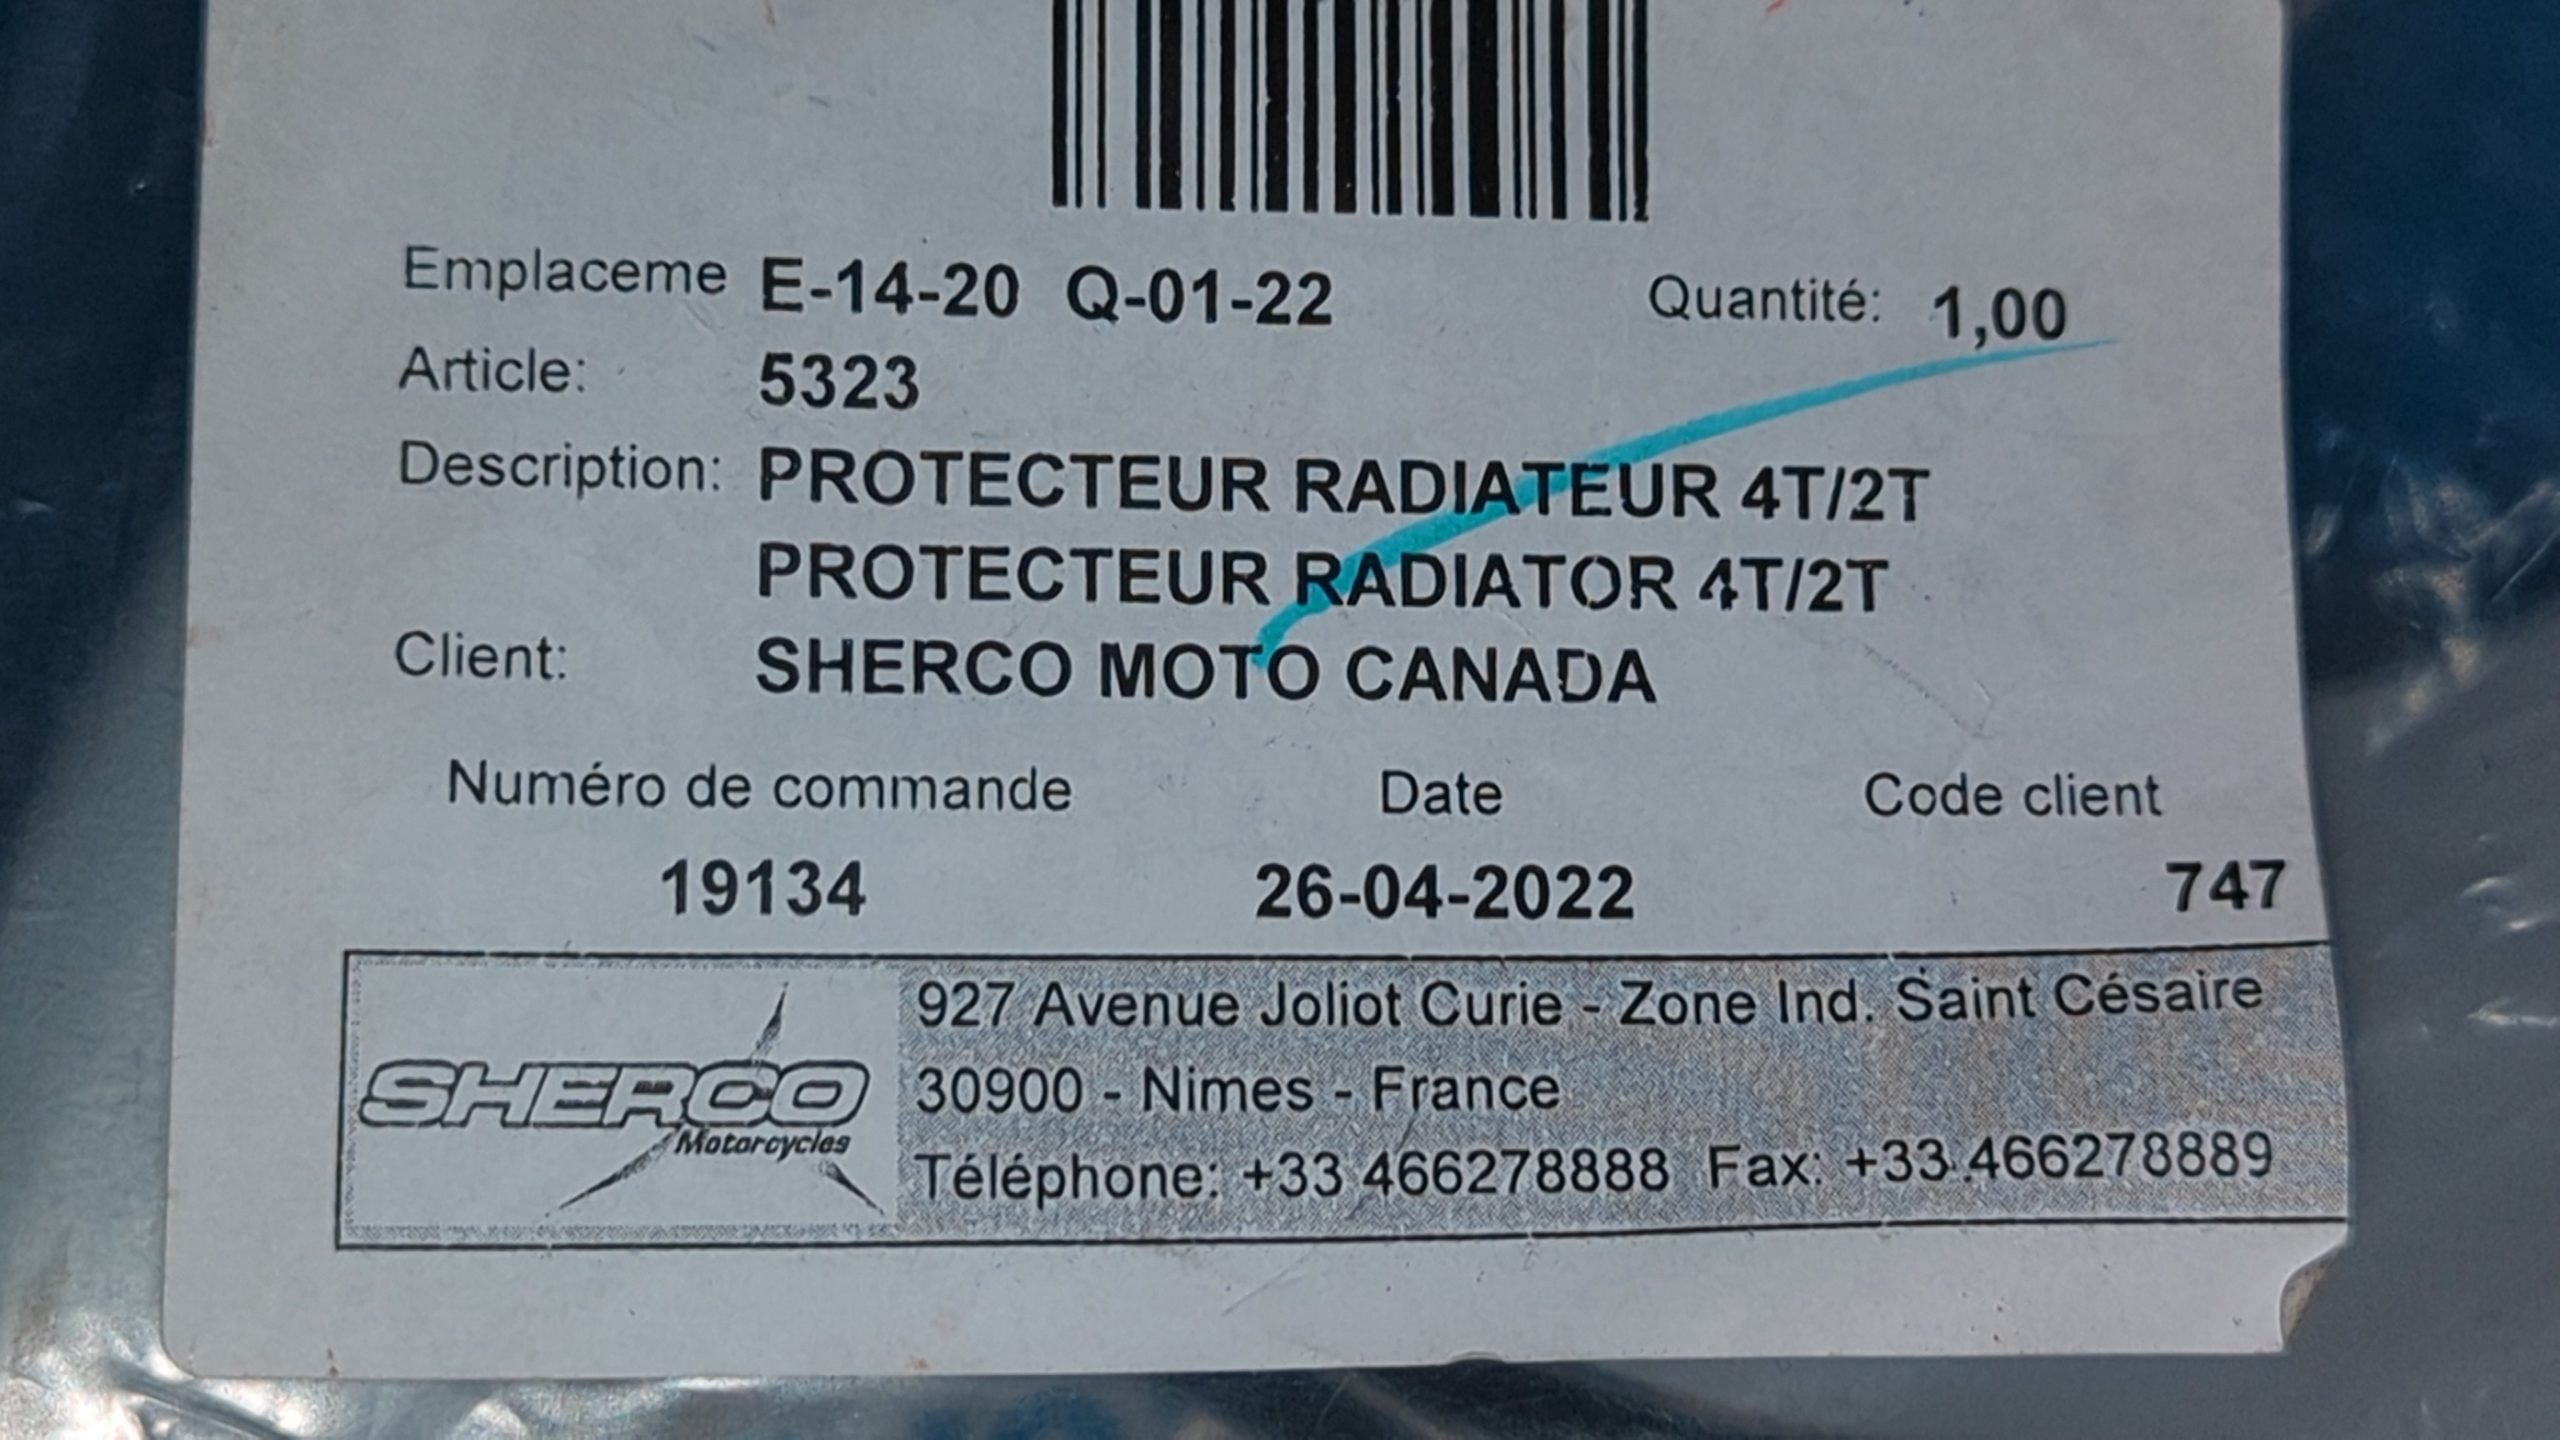 Emplaceme E-14-20 Q-01-22 Quantité: 1,00
Article: 5323
Description: PROTECTEUR RADIATEUR 4T/2T
PROTECTEUR RADIATOR 4T/2T
Client: SHERCO MOTO CANADA
Numéro de commande Date Code client
19134 26-04-2022 747
927 Avenue Joliot Curie - Zone Ind. Saint Césaire
30900 - Nimes - France
Téléphone: +33 466278888 Fax: +33.466278889
SHERCO
Motorcycles